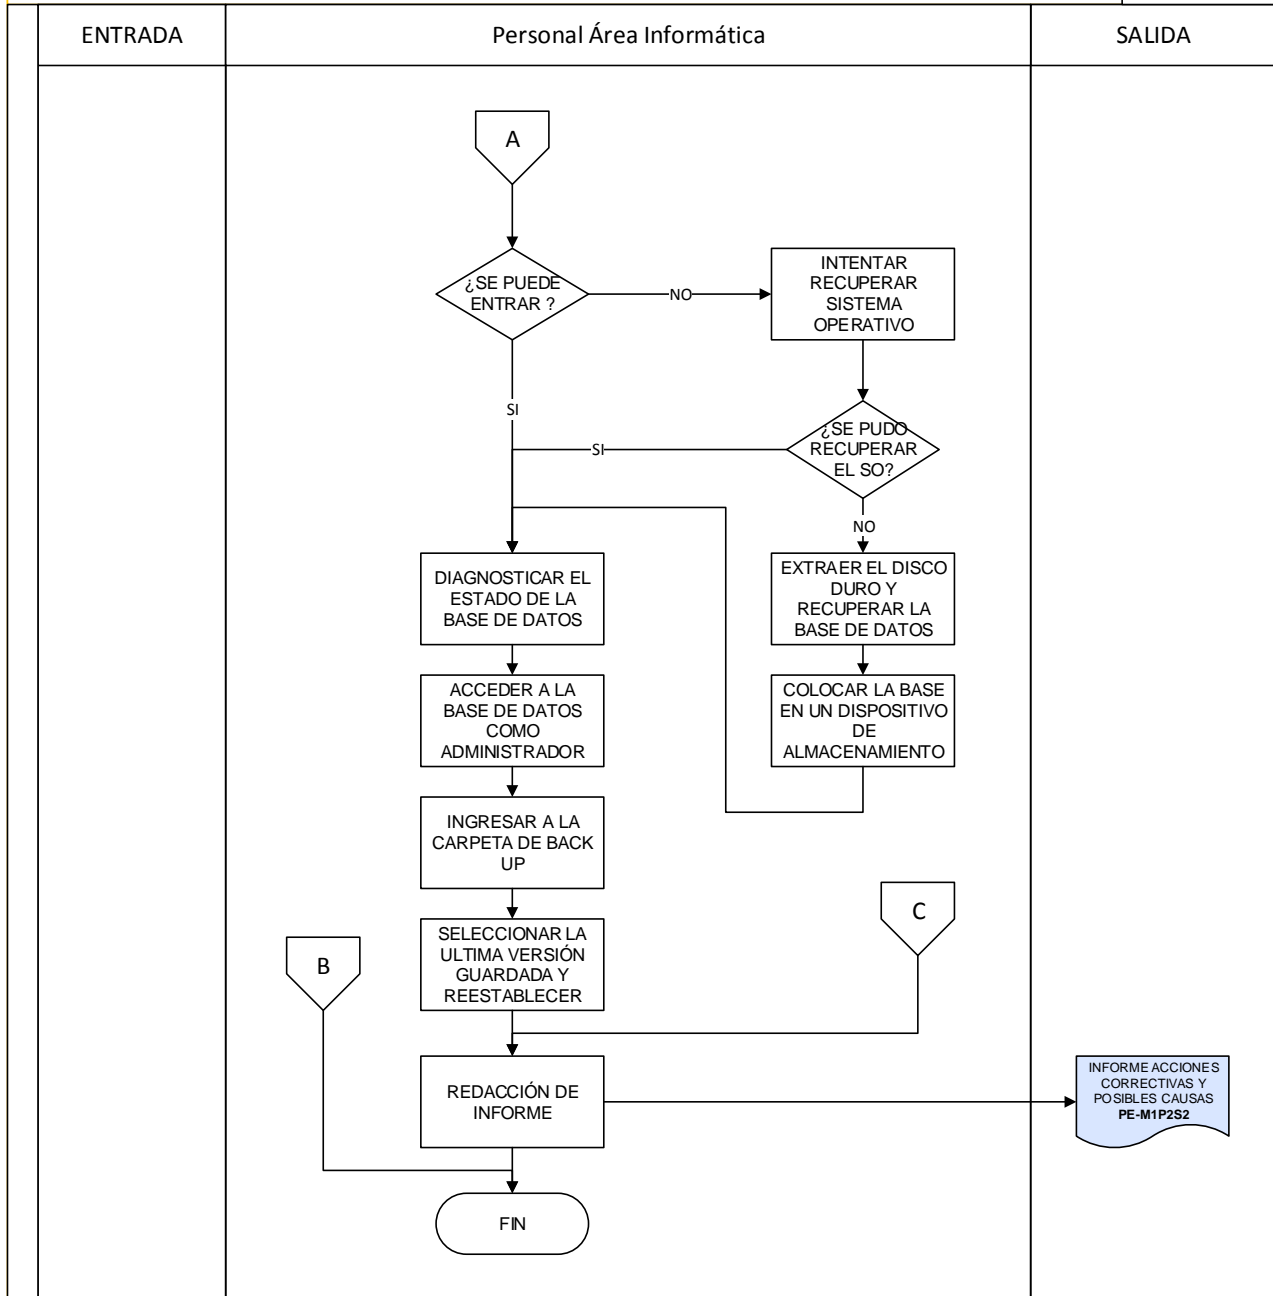 ENTRADA
Personal Área Informática
SALIDA
A
¿SE PUEDE
ENTRAR ?
NO
INTENTAR
RECUPERAR
SISTEMA
OPERATIVO
SI
¿SE PUDO
RECUPERAR
EL SO?
SI
NO
DIAGNOSTICAR EL
ESTADO DE LA
BASE DE DATOS
EXTRAER EL DISCO
DURO Y
RECUPERAR LA
BASE DE DATOS
ACCEDER A LA
BASE DE DATOS
COMO
ADMINISTRADOR
COLOCAR LA BASE
EN UN DISPOSITIVO
DE
ALMACENAMIENTO
INGRESAR A LA
CARPETA DE BACK
UP
C
SELECCIONAR LA
ULTIMA VERSIÓN
GUARDADA Y
REESTABLECER
B
REDACCIÓN DE
INFORME
INFORME ACCIONES
CORRECTIVAS Y
POSIBLES CAUSAS
PE-M1P2S2
FIN